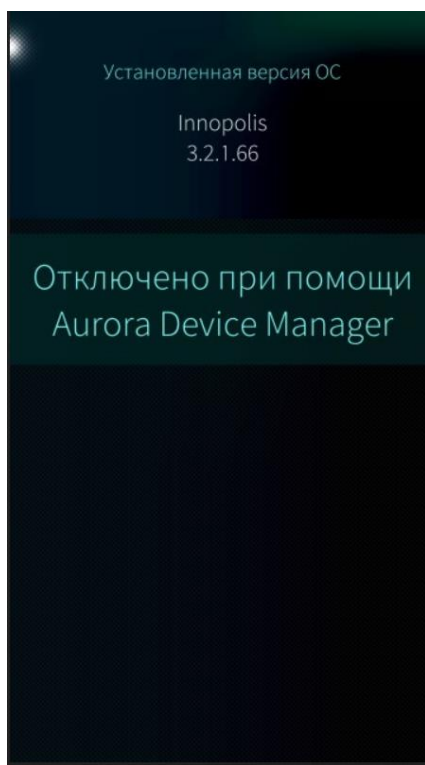 Установленная версия ОС
Innopolis
3.2.1.66
Отключено при помощи
Aurora Device Manager